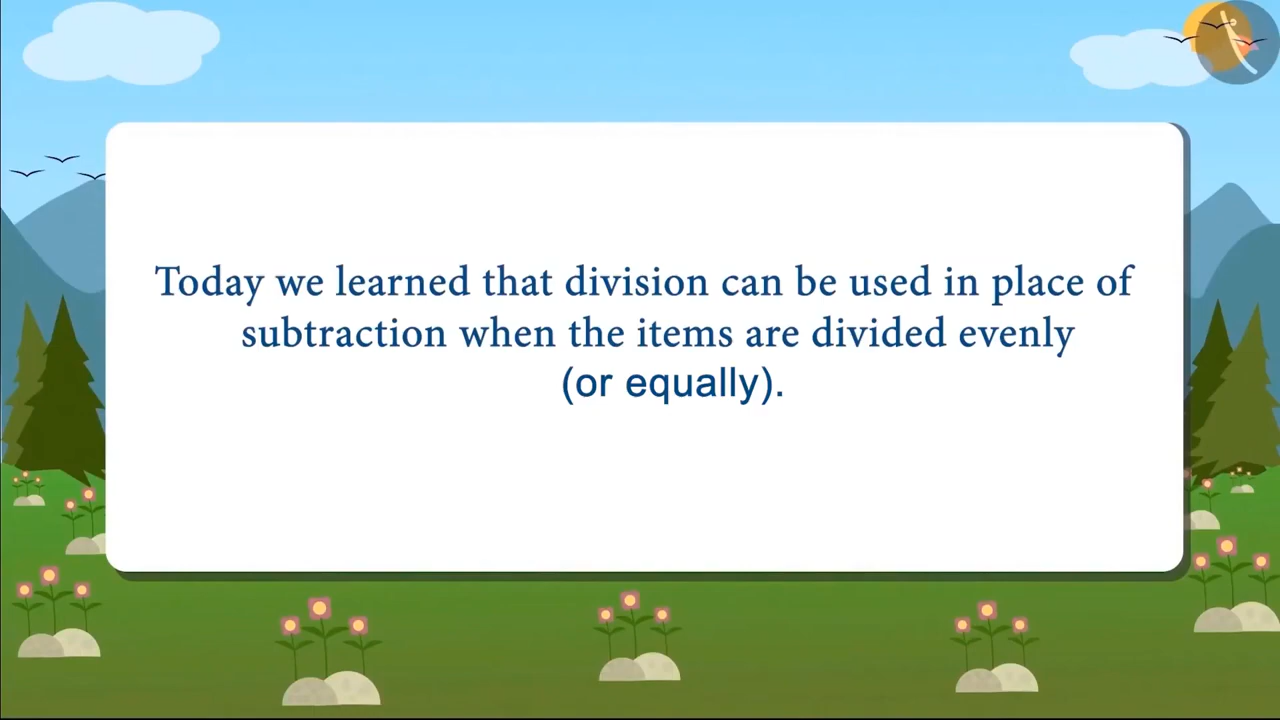 Today we learned that division can be used in place of
subtraction when the items are divided evenly
(or equally).